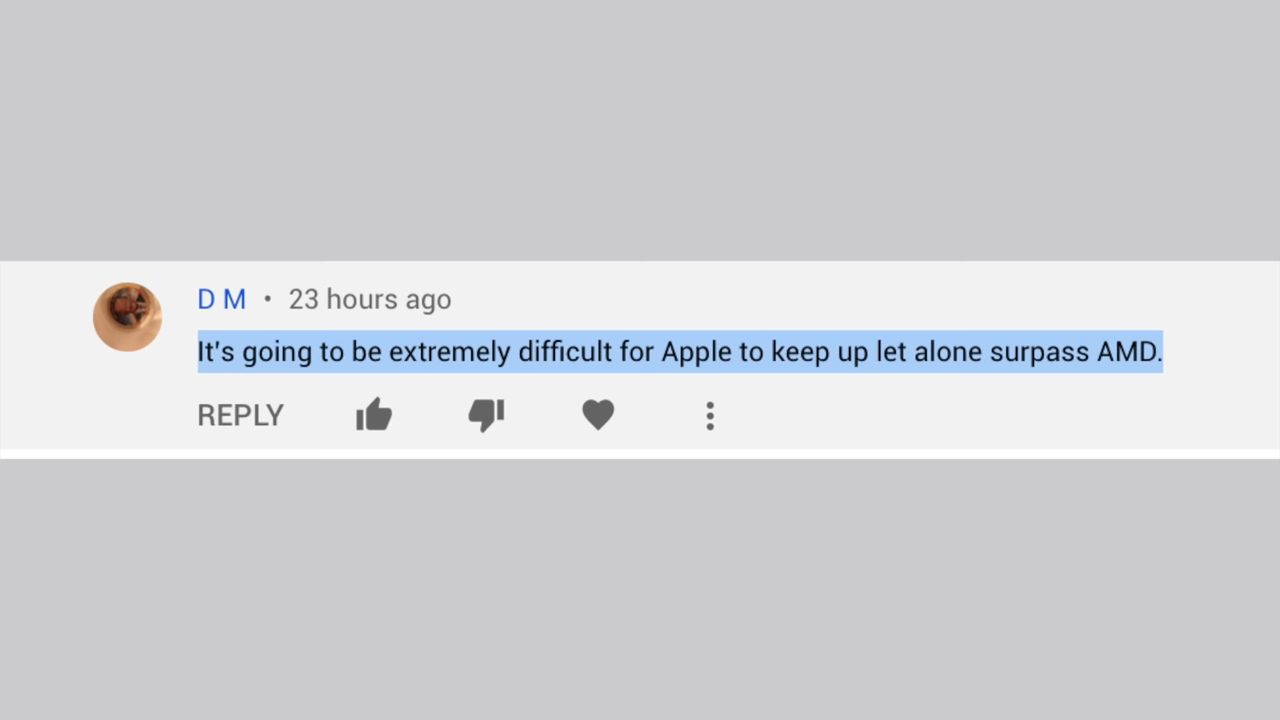 D M • 23 hours ago
It's going to be extremely difficult for Apple to keep up let alone surpass AMD.
REPLY